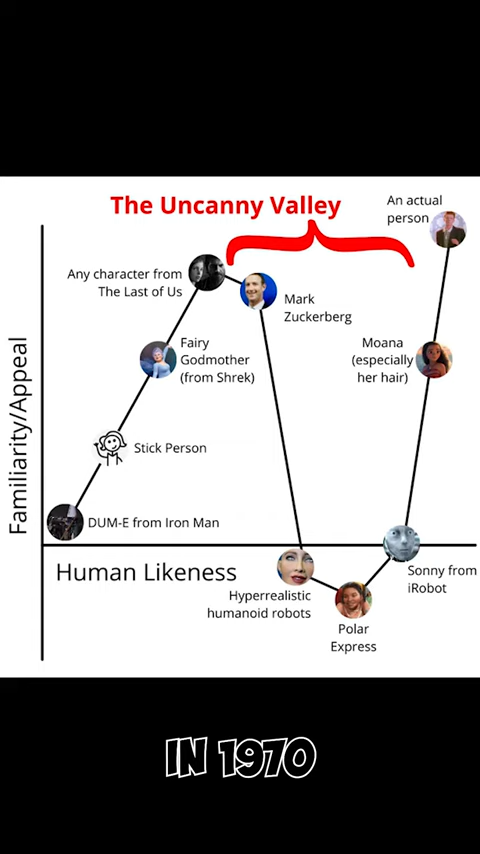 The Uncanny Valley
An actual
person
Any character from
The Last of Us
Mark
Zuckerberg
Fairy
Godmother
(from Shrek)
Moana
(especially
her hair)
Stick Person
DUM-E from Iron Man
Familiarity/Appeal
Human Likeness
Hyperrealistic
humanoid robots
Sonny from
iRobot
Polar
Express
IN 1970